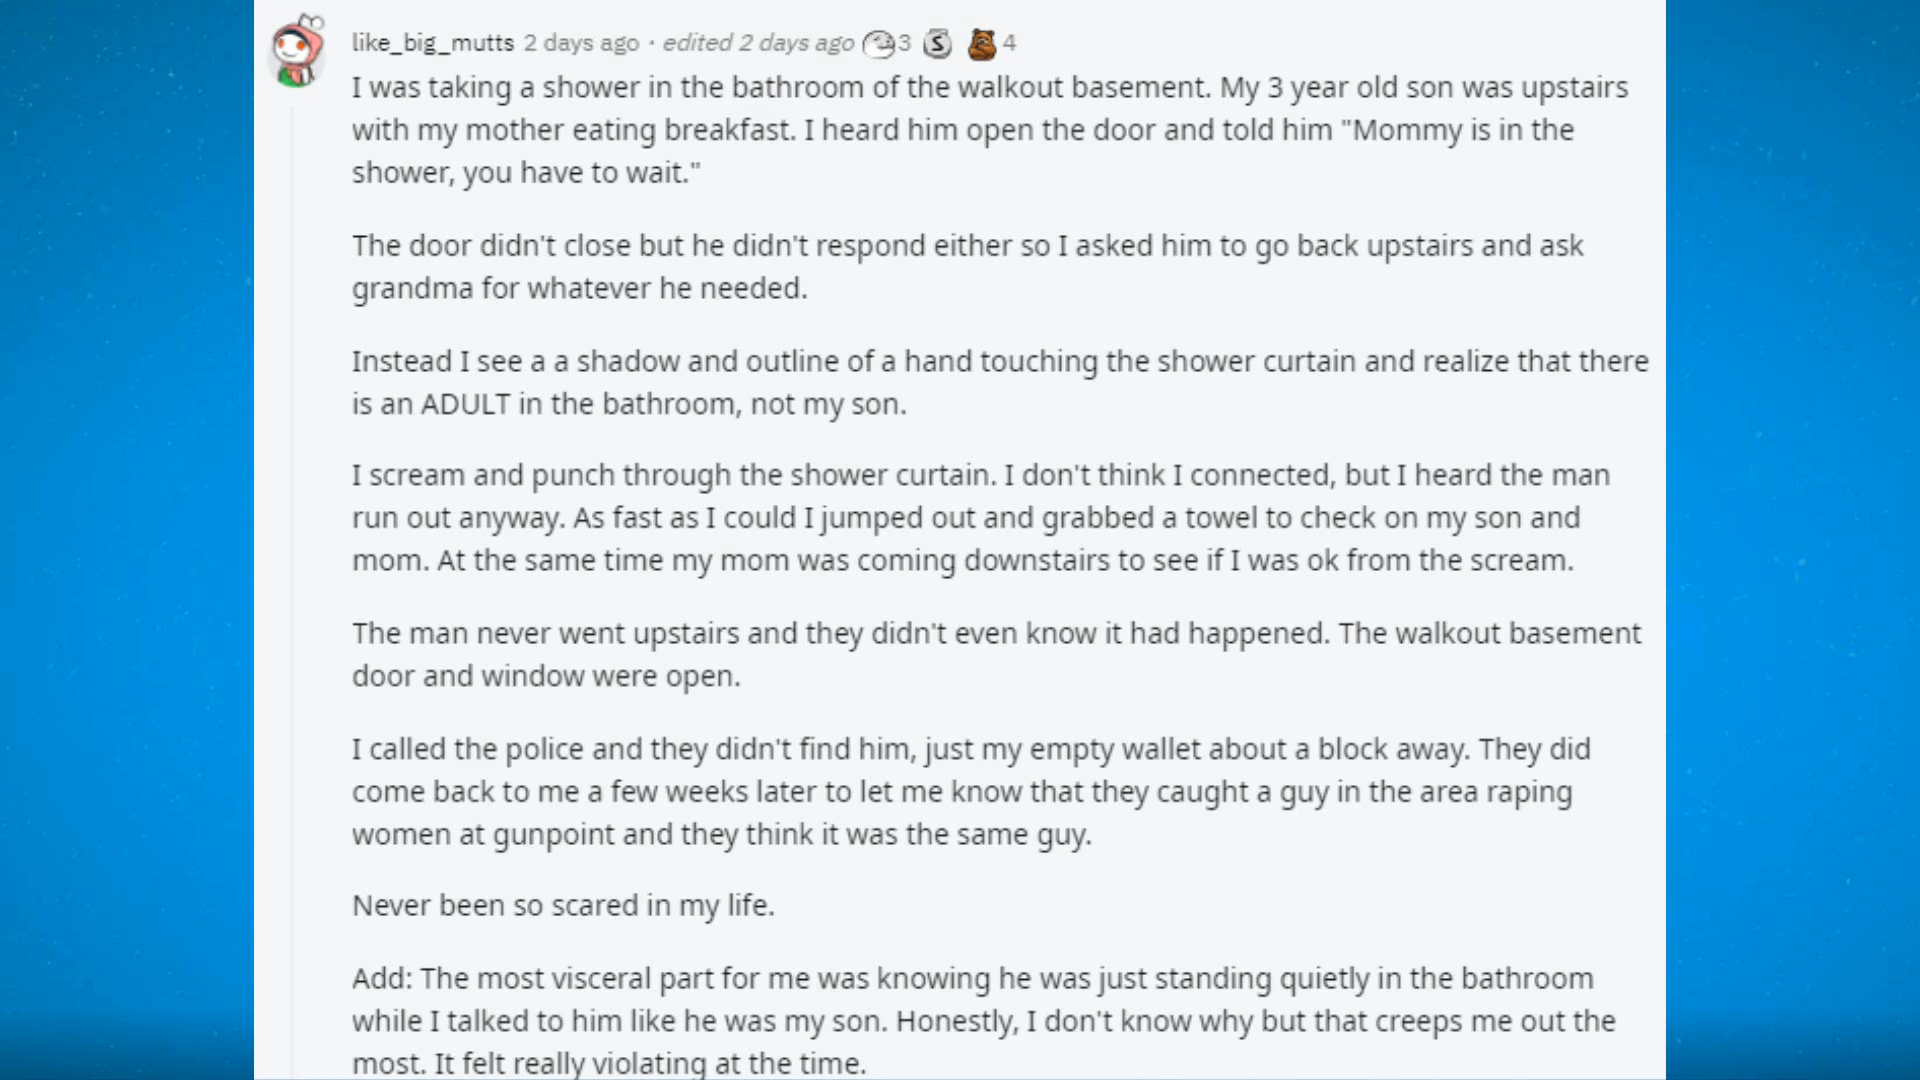 like_big_mutts 2 days ago · edited 2 days ago 3 S 4
I was taking a shower in the bathroom of the walkout basement. My 3 year old son was upstairs
with my mother eating breakfast. I heard him open the door and told him "Mommy is in the
shower, you have to wait."
The door didn't close but he didn't respond either so I asked him to go back upstairs and ask
grandma for whatever he needed.
Instead I see a a shadow and outline of a hand touching the shower curtain and realize that there
is an ADULT in the bathroom, not my son.
I scream and punch through the shower curtain. I don't think I connected, but I heard the man
run out anyway. As fast as I could I jumped out and grabbed a towel to check on my son and
mom. At the same time my mom was coming downstairs to see if I was ok from the scream.
The man never went upstairs and they didn't even know it had happened. The walkout basement
door and window were open.
I called the police and they didn't find him, just my empty wallet about a block away. They did
come back to me a few weeks later to let me know that they caught a guy in the area raping
women at gunpoint and they think it was the same guy.
Never been so scared in my life.
Add: The most visceral part for me was knowing he was just standing quietly in the bathroom
while I talked to him like he was my son. Honestly, I don't know why but that creeps me out the
most. It felt really violating at the time.